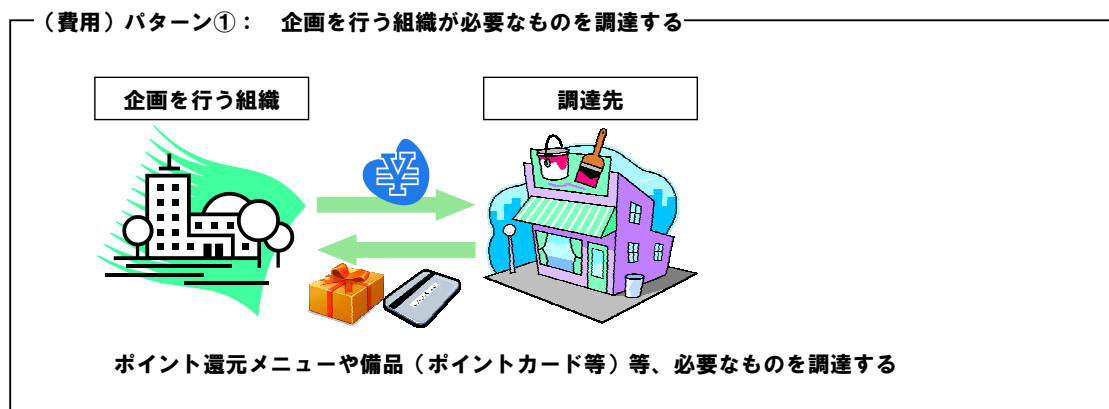 （費用）パターン①：　企画を行う組織が必要なものを調達する
企画を行う組織
調達先
¥
ポイント還元メニューや備品（ポイントカード等）等、必要なものを調達する